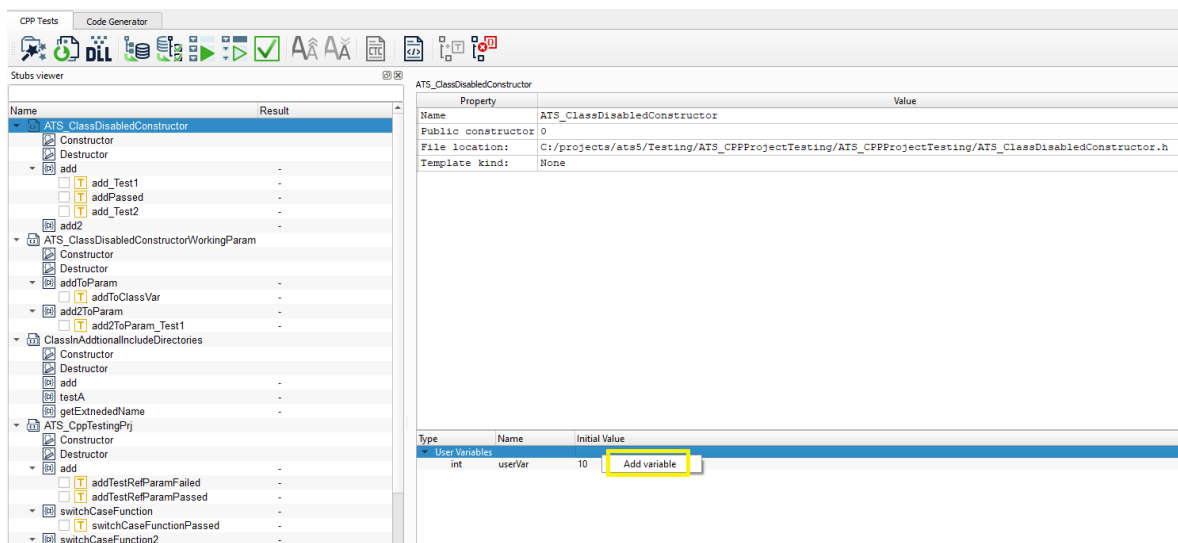 CPP Tests Code Generator
DLL CTC
Stubs viewer
Name Result
ATS_ClassDisabledConstructor
Constructor
Destructor
add -
T add_Test1 -
T addPassed -
T add_Test2 -
add2 -
ATS_ClassDisabledConstructorWorkingParam
Constructor
Destructor
addToParam -
T addToClassVar -
add2ToParam -
T add2ToParam_Test1 -
ClassInAddtionalIncludeDirectories
Constructor
Destructor
add -
testA -
getExtnededName -
ATS_CppTestingPrj
Constructor
Destructor
add -
T addTestRefParamFailed -
T addTestRefParamPassed -
switchCaseFunction -
T switchCaseFunctionPassed -
switchCaseFunction2 -
ATS_ClassDisabledConstructor
Property Value
Name ATS_ClassDisabledConstructor
Public constructor 0
File location: C:/projects/ats5/Testing/ATS_CPPProjectTesting/ATS_CPPProjectTesting/ATS_ClassDisabledConstructor.h
Template kind: None
Type Name Initial Value
User Variables
int userVar 10 Add variable